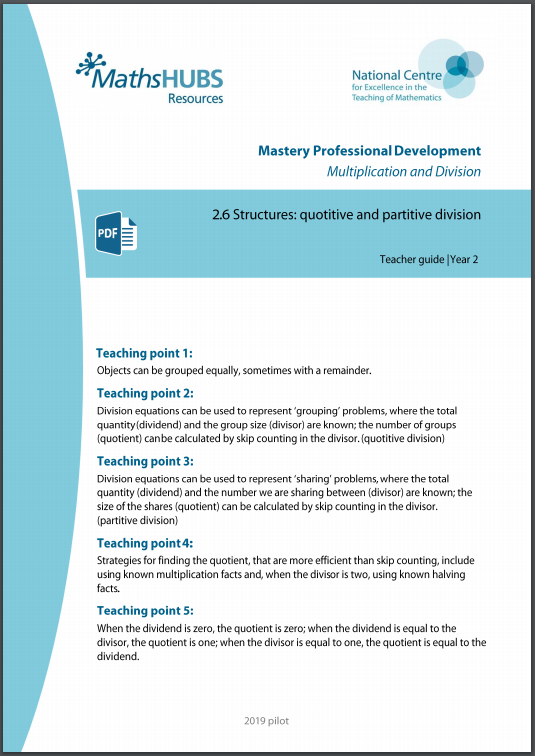 MathsHUBS
Resources
National Centre
for Excellence in the
Teaching of Mathematics
Mastery Professional Development
Multiplication and Division
2.6 Structures: quotitive and partitive division
PDF
Teacher guide | Year 2
Teaching point 1:
Objects can be grouped equally, sometimes with a remainder.
Teaching point 2:
Division equations can be used to represent ‘grouping’ problems, where the total
quantity (dividend) and the group size (divisor) are known; the number of groups
(quotient) can be calculated by skip counting in the divisor. (quotitive division)
Teaching point 3:
Division equations can be used to represent ‘sharing’ problems, where the total
quantity (dividend) and the number we are sharing between (divisor) are known; the
size of the shares (quotient) can be calculated by skip counting in the divisor.
(partitive division)
Teaching point 4:
Strategies for finding the quotient, that are more efficient than skip counting, include
using known multiplication facts and, when the divisor is two, using known halving
facts.
Teaching point 5:
When the dividend is zero, the quotient is zero; when the dividend is equal to the
divisor, the quotient is one; when the divisor is equal to one, the quotient is equal to the
dividend.
2019 pilot